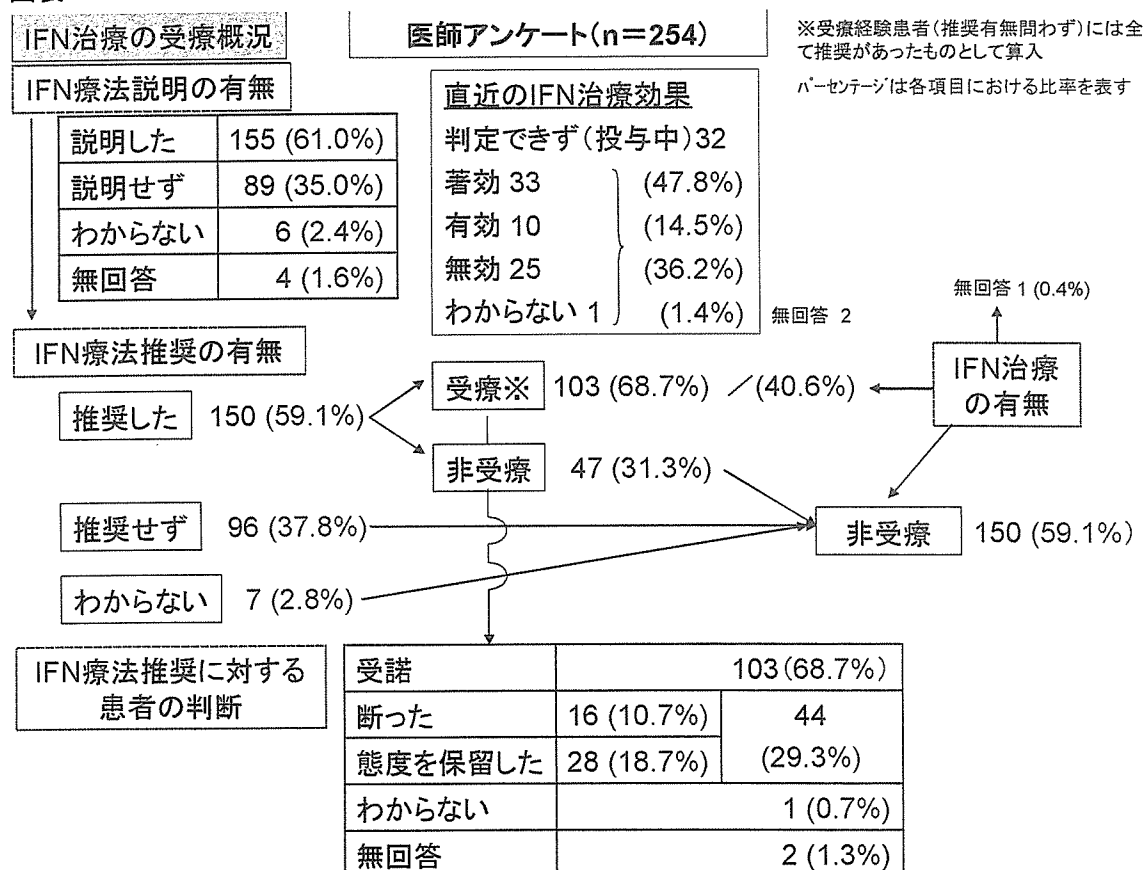 IFN治療の受療概況
医師アンケート(n=254)
※受療経験患者(推奨有無問わず)には全
て推奨があったものとして算入
パーセンテージは各項目における比率を表す
IFN療法説明の有無
説明した 155 (61.0%)
説明せず 89 (35.0%)
わからない 6 (2.4%)
無回答 4 (1.6%)
直近のIFN治療効果
判定できず(投与中)32
著効 33 (47.8%)
有効 10 (14.5%)
無効 25 (36.2%)
わからない 1 (1.4%) 無回答 2
無回答 1 (0.4%)
IFN治療
の有無
IFN療法推奨の有無
推奨した 150 (59.1%)
受療※ 103 (68.7%) /(40.6%)
非受療 47 (31.3%)
推奨せず 96 (37.8%)
非受療 150 (59.1%)
わからない 7 (2.8%)
IFN療法推奨に対する
患者の判断
受諾 103(68.7%)
断った 16 (10.7%) 44
態度を保留した 28 (18.7%) (29.3%)
わからない 1 (0.7%)
無回答 2 (1.3%)